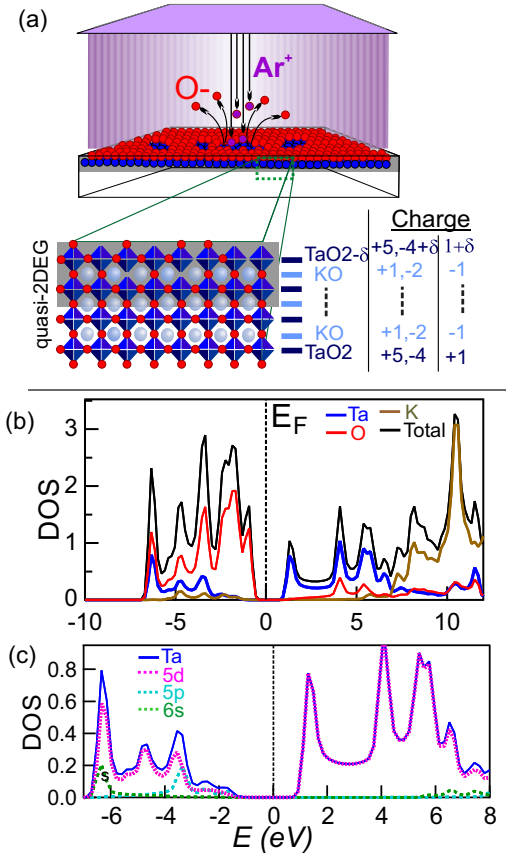 (a)
Ar+
O-
Charge
TaO2-δ +5,-4+δ 1+δ
KO +1,-2 -1
quasi-2DEG
KO +1,-2 -1
TaO2 +5,-4 +1
(b)
EF
Ta K
O Total
DOS
3
2
1
0
-10 -5 0 5 10
(c)
Ta
5d
5p
6s
s
DOS
0.8
0.6
0.4
0.2
0.0
-6 -4 -2 0 2 4 6 8
E (eV)